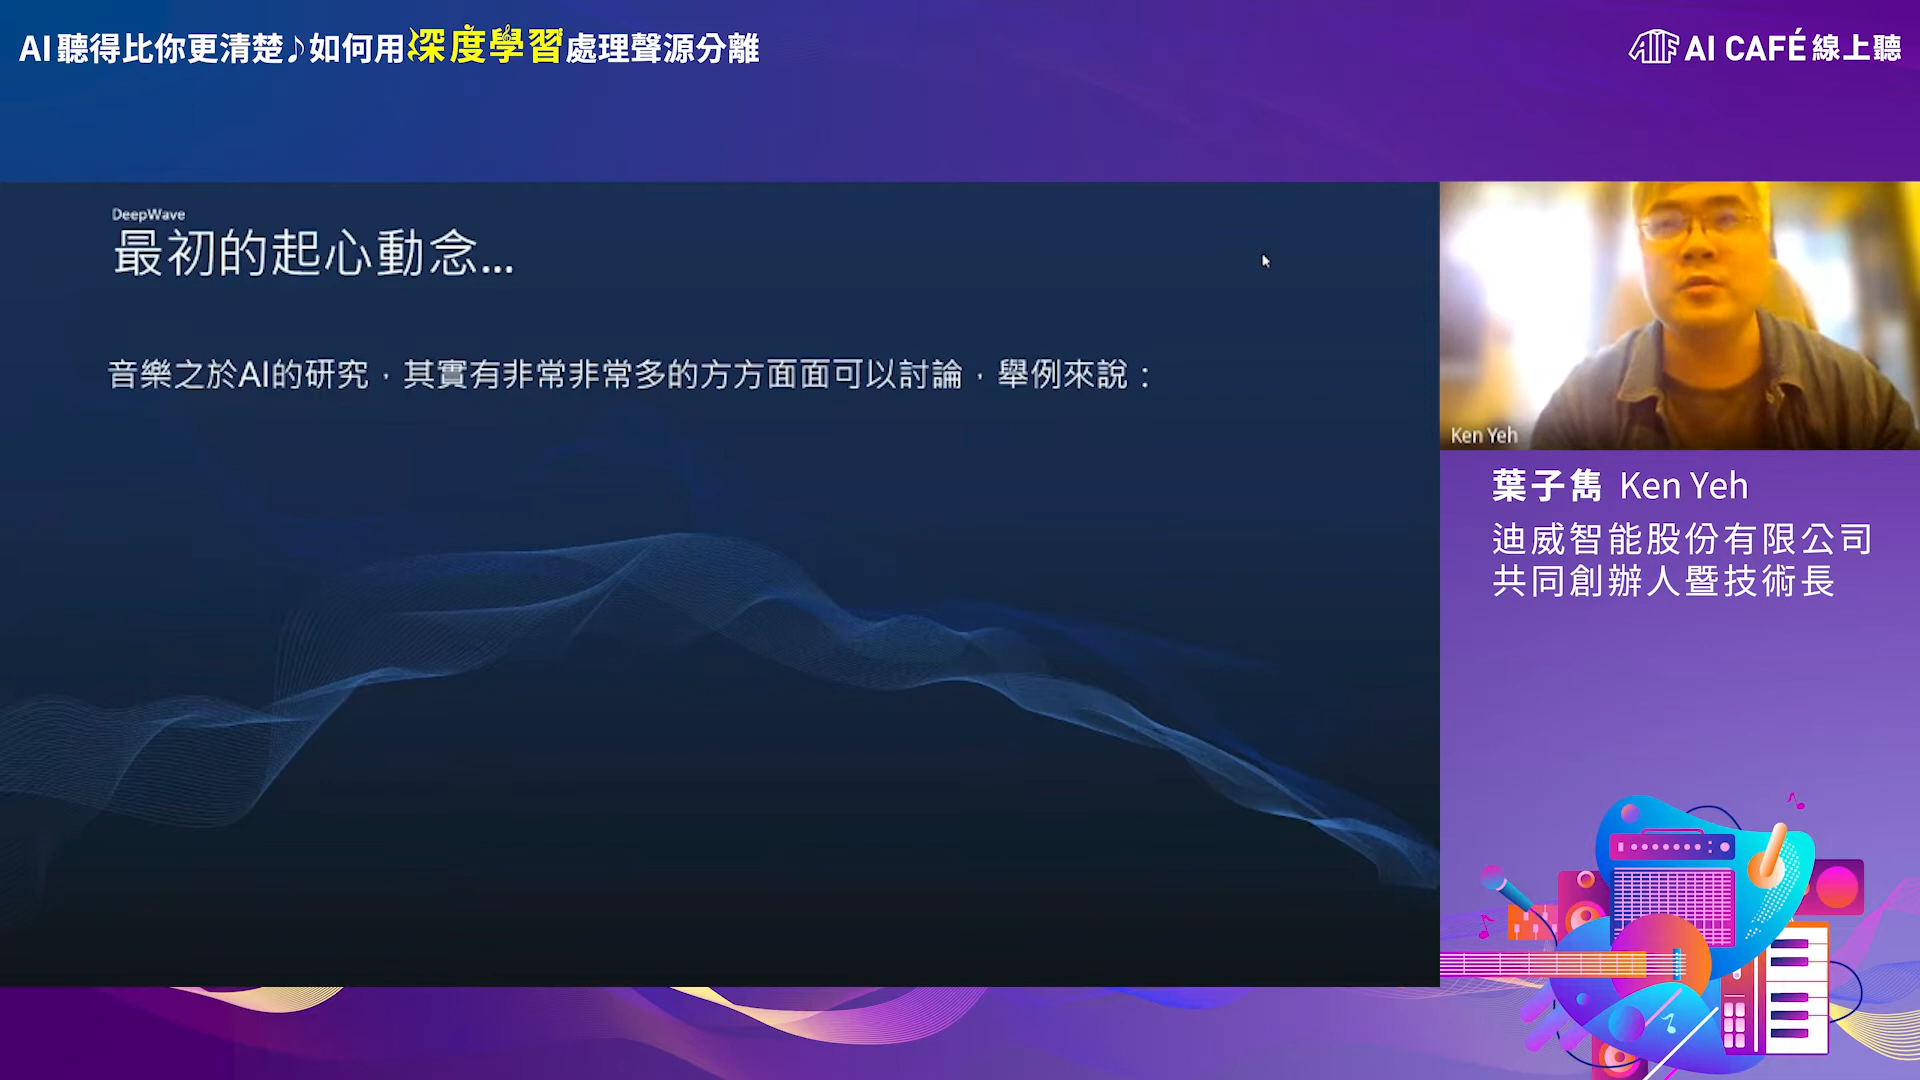 AI聽得比你更清楚♪如何用深度學習處理聲源分離
AIF AI CAFÉ 線上聽
DeepWave
最初的起心動念...
音樂之於AI的研究，其實有非常非常多的方方面面可以討論，舉例來說：
Ken Yeh
葉子雋 Ken Yeh
迪威智能股份有限公司
共同創辦人暨技術長